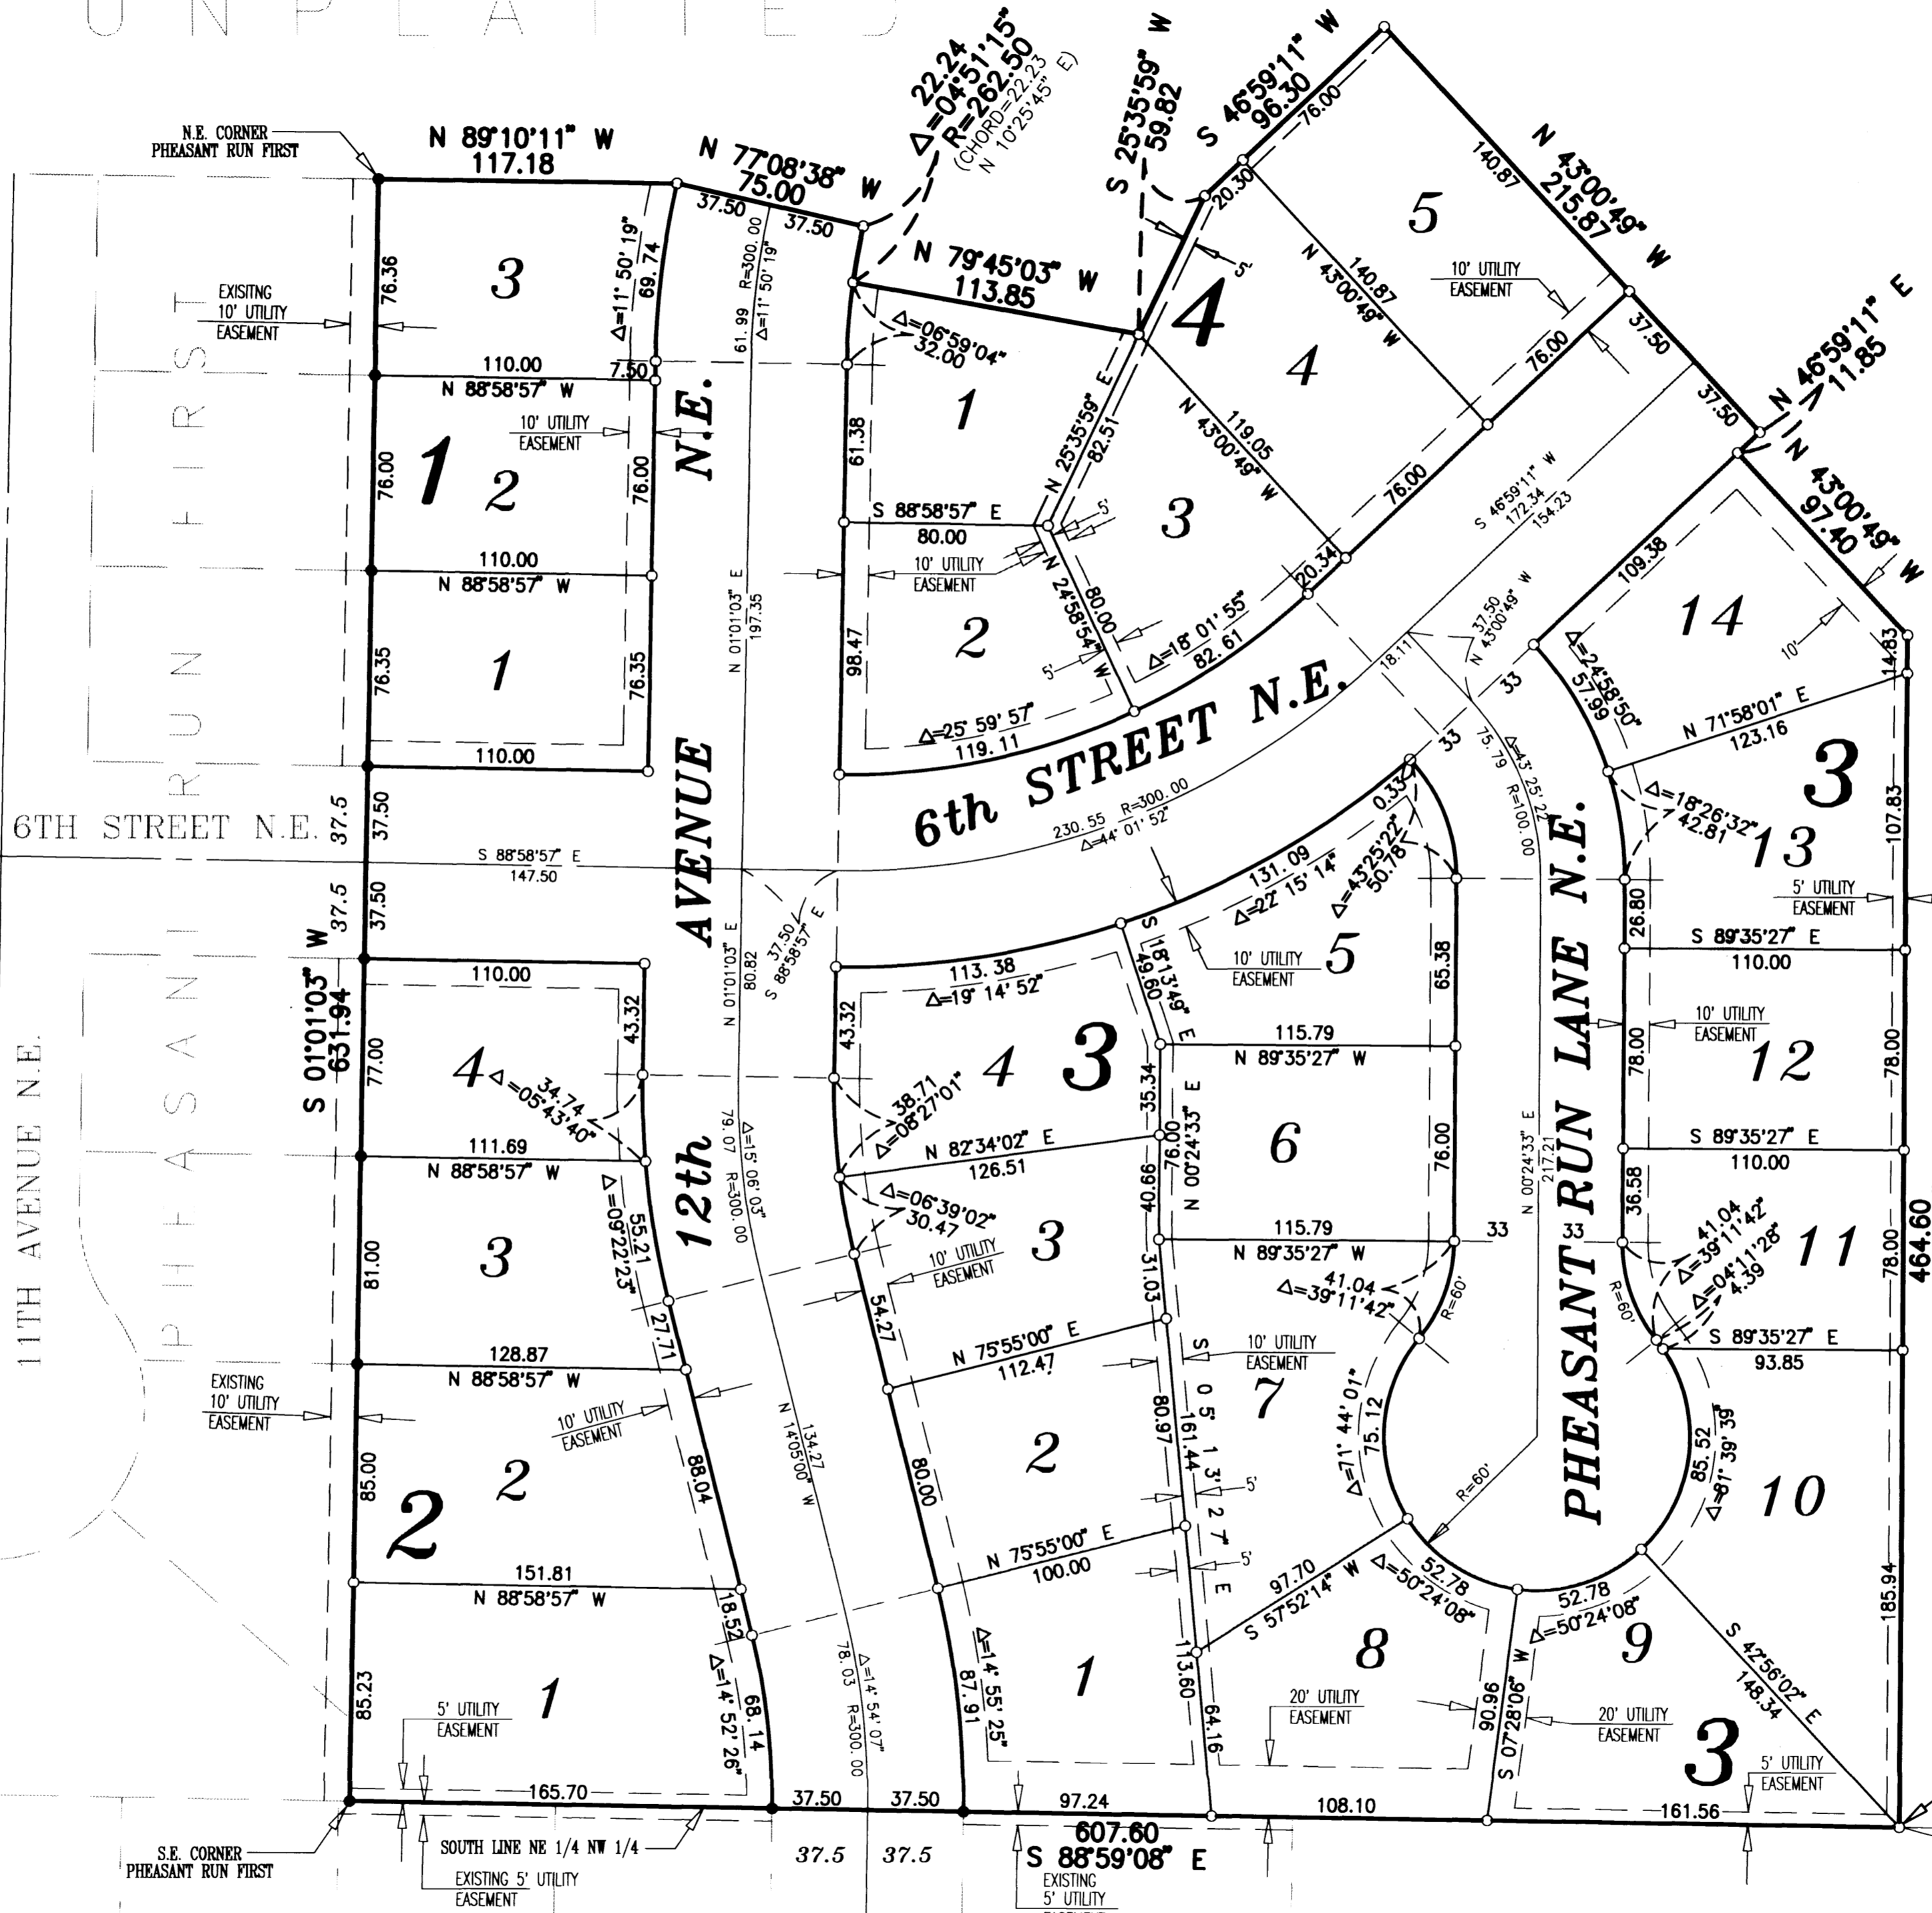 UNPLATTED
N.E. CORNER
PHEASANT RUN FIRST
N 89°10'11" W
117.18
N 77°08'38" W
75.00
37.50
37.50
22.24
Δ=04°51'15"
R=262.50
(CHORD=22.23
N 10°25'45" E)
S 25°35'59" W
59.82
S 46°59'11" W
96.30
76.00
20.30
N 43°00'49" W
215.87
140.87
37.50
37.50
N 46°59'11" E
11.85
N 43°00'49" W
97.40
EXISITNG
10' UTILITY
EASEMENT
76.36
3
Δ=11° 50' 19"
69. 74
61. 99 R=300. 00
Δ=11° 50' 19"
110.00
N 88°58'57" W
7.50
10' UTILITY
EASEMENT
76.00
1
2
76.00
110.00
N 88°58'57" W
76.35
1
76.35
110.00
N 01°01'03" E
197.35
N 79°45'03" W
113.85
Δ=06°59'04"
32.00
1
61.38
S 88°58'57" E
80.00
10' UTILITY
EASEMENT
N 25°35'59" E
82.51
5'
5'
4
5
4
140.87
N 43°00'49" W
10' UTILITY
EASEMENT
76.00
76.00
119.05
N 43°00'49" W
3
20.34
2
98.47
N 24°58'54" W
80.00
5'
Δ=18° 01' 55"
82. 61
Δ=25° 59' 57"
119. 11
6th STREET N.E.
S 46°59'11" W
172.34
154.23
37.50
N 43°00'49" W
18.11
33
33
109.38
14
10'
14.83
Δ=24°58'50"
57.99
N 71°58'01" E
123.16
3
Δ=18°26'32"
42.81
13
107.83
5' UTILITY
EASEMENT
75.79
Δ=43° 25' 22"
R=100. 00
26.80
S 89°35'27" E
110.00
6TH STREET N.E.
37.5
37.50
37.5
37.50
S 88°58'57" E
147.50
230. 55 R=300. 00
Δ=44° 01' 52"
0.33
131. 09
Δ=22° 15' 14"
Δ=43°25'22"
50.78
12th AVENUE N.E.
N 01°01'03" E
80.82
37.50
S 88°58'57" E
S 01°01'03" W
631.94
110.00
43.32
77.00
4
34.74
Δ=05°43'40"
111.69
N 88°58'57" W
43.32
113. 38
Δ=19° 14' 52"
4
3
38.71
Δ=08°27'01"
N 82°34'02" E
126.51
S 18°13'49" E
49.60
10' UTILITY
EASEMENT
5
65.38
115.79
N 89°35'27" W
35.34
40.66
76.00
N 00°24'33" E
6
76.00
115.79
N 89°35'27" W
33
33
PHEASANT RUN LANE N.E.
N 00°24'33" E
217.21
10' UTILITY
EASEMENT
78.00
12
78.00
S 89°35'27" E
110.00
36.58
11
41.04
Δ=39°11'42"
Δ=04°11'28"
4.39
R=60'
78.00
464.60
S 89°35'27" E
93.85
11TH AVENUE N.E.
PHEASANT RUN FIRST
81.00
3
Δ=09°22'23"
55.21
27.71
128.87
N 88°58'57" W
79. 07 R=300. 00
Δ=15° 06' 03"
Δ=06°39'02"
30.47
3
10' UTILITY
EASEMENT
54.27
31.03
N 75°55'00" E
112.47
41.04
Δ=39°11'42"
R=60'
10' UTILITY
EASEMENT
7
S 05° 13' 27" E
161.44
80.97
Δ=71° 44' 01"
75. 12
R=60'
85. 52
Δ=81° 39' 39"
10
EXISTING
10' UTILITY
EASEMENT
10' UTILITY
EASEMENT
85.00
2
2
88.04
134.27
N 14°05'00" W
80.00
2
5'
5'
N 75°55'00" E
100.00
151.81
N 88°58'57" W
18.52
97.70
S 57°52'14" W
52.78
Δ=50°24'08"
52.78
Δ=50°24'08"
9
S 42°56'02" E
148.34
185.94
85.23
1
5' UTILITY
EASEMENT
Δ=14° 52' 26"
68. 14
78. 03 R=300. 00
Δ=14° 54' 07"
Δ=14° 55' 25"
87. 91
1
113.60
64.16
8
20' UTILITY
EASEMENT
90.96
S 07°28'06" W
20' UTILITY
EASEMENT
3
5' UTILITY
EASEMENT
165.70
37.50
37.50
97.24
108.10
161.56
607.60
S 88°59'08" E
S.E. CORNER
PHEASANT RUN FIRST
SOUTH LINE NE 1/4 NW 1/4
37.5
37.5
EXISTING 5' UTILITY
EASEMENT
EXISTING
5' UTILITY